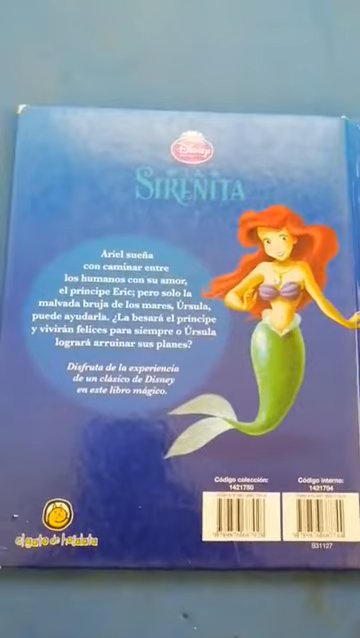 Disney
LA
SIRENITA
Ariel sueña
con caminar entre
los humanos con su amor,
el príncipe Eric; pero solo la
malvada bruja de los mares, Úrsula,
puede ayudarla. ¿La besará el príncipe
y vivirán felices para siempre o Úrsula
logrará arruinar sus planes?
Disfruta de la experiencia
de un clásico de Disney
en este libro mágico.
Código colección:
1421780
Código interno:
1421794
S31127
el gato de hojalata